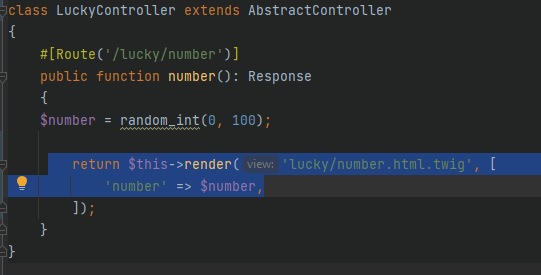 class LuckyController extends AbstractController
{
    #[Route('/lucky/number')]
    public function number(): Response
    {
    $number = random_int(0, 100);

        return $this->render( view: 'lucky/number.html.twig', [
            'number' => $number,
        ]);
    }
}